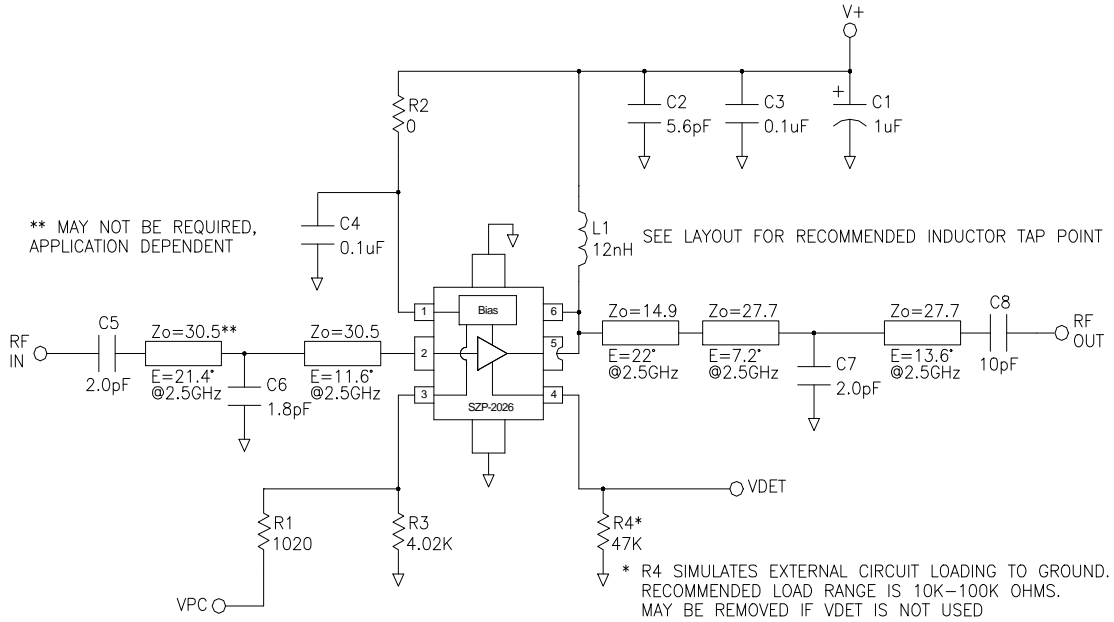 V+
R2
0
C2
5.6pF
C3
0.1uF
+
C1
1uF
** MAY NOT BE REQUIRED,
APPLICATION DEPENDENT
C4
0.1uF
L1
12nH
SEE LAYOUT FOR RECOMMENDED INDUCTOR TAP POINT
1
Bias
6
RF
IN
C5
2.0pF
Zo=30.5**
E=21.4°
@2.5GHz
C6
1.8pF
Zo=30.5
E=11.6°
@2.5GHz
2
5
3
4
SZP-2026
Zo=14.9
E=22°
@2.5GHz
Zo=27.7
E=7.2°
@2.5GHz
C7
2.0pF
Zo=27.7
E=13.6°
@2.5GHz
C8
10pF
RF
OUT
VDET
R1
1020
R3
4.02K
R4*
47K
VPC
* R4 SIMULATES EXTERNAL CIRCUIT LOADING TO GROUND.
RECOMMENDED LOAD RANGE IS 10K-100K OHMS.
MAY BE REMOVED IF VDET IS NOT USED